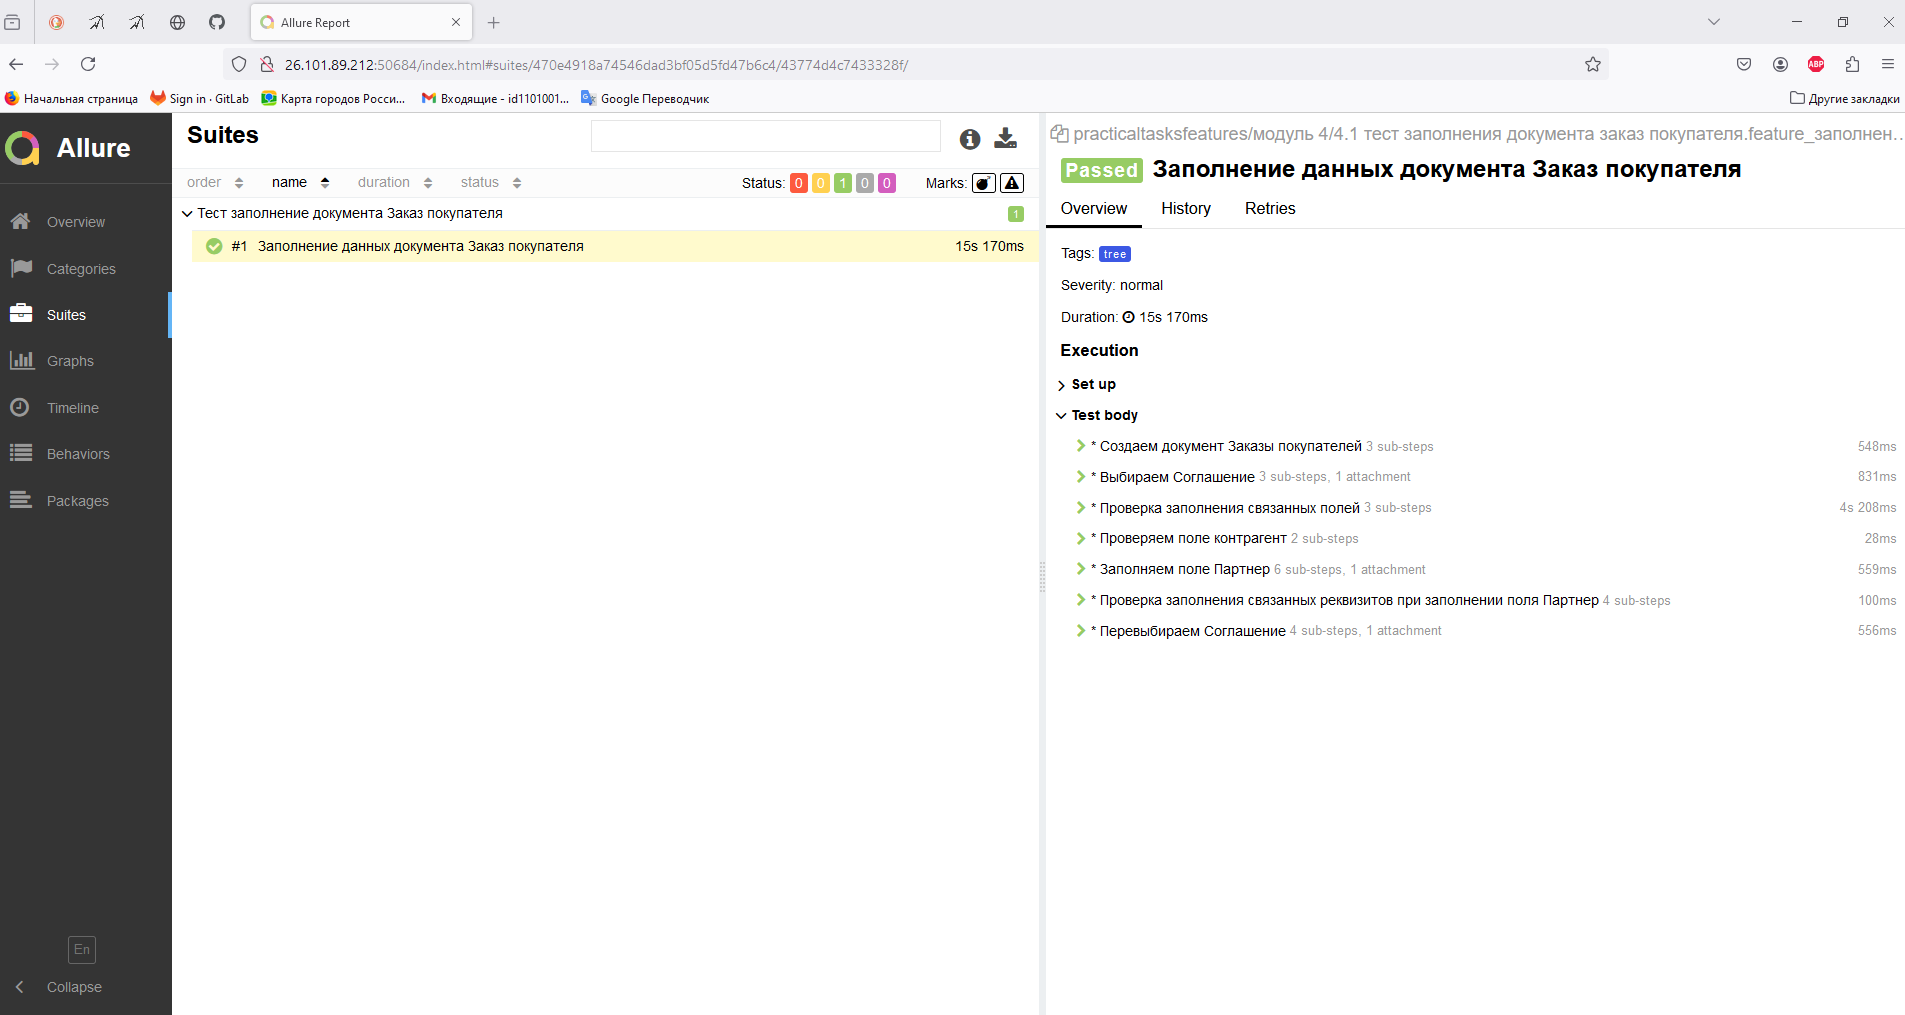 Allure Report
26.101.89.212:50684/index.html#suites/470e4918a74546dad3bf05d5fd47b6c4/43774d4c7433328f/
ABP
Начальная страница
Sign in · GitLab
Карта городов Росси...
Входящие - id1101001...
Google Переводчик
Другие закладки
Allure
Overview
Categories
Suites
Graphs
Timeline
Behaviors
Packages
En
Collapse
Suites
order name duration status
Status: 0 0 1 0 0 Marks:
Тест заполнение документа Заказ покупателя 1
#1 Заполнение данных документа Заказ покупателя 15s 170ms
practicaltasksfeatures/модуль 4/4.1 тест заполнения документа заказ покупателя.feature_заполнен...
Passed Заполнение данных документа Заказ покупателя
Overview History Retries
Tags: tree
Severity: normal
Duration: 15s 170ms
Execution
Set up
Test body
* Создаем документ Заказы покупателей 3 sub-steps 548ms
* Выбираем Соглашение 3 sub-steps, 1 attachment 831ms
* Проверка заполнения связанных полей 3 sub-steps 4s 208ms
* Проверяем поле контрагент 2 sub-steps 28ms
* Заполняем поле Партнер 6 sub-steps, 1 attachment 559ms
* Проверка заполнения связанных реквизитов при заполнении поля Партнер 4 sub-steps 100ms
* Перевыбираем Соглашение 4 sub-steps, 1 attachment 556ms